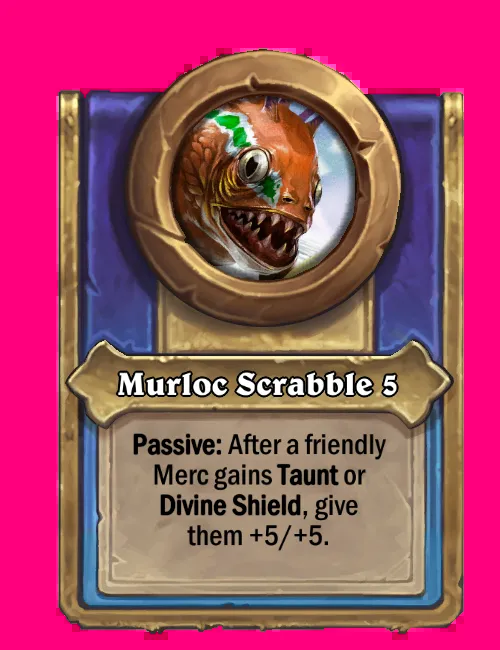 Murloc Scrabble 5
Passive: After a friendly
Merc gains Taunt or
Divine Shield, give
them +5/+5.